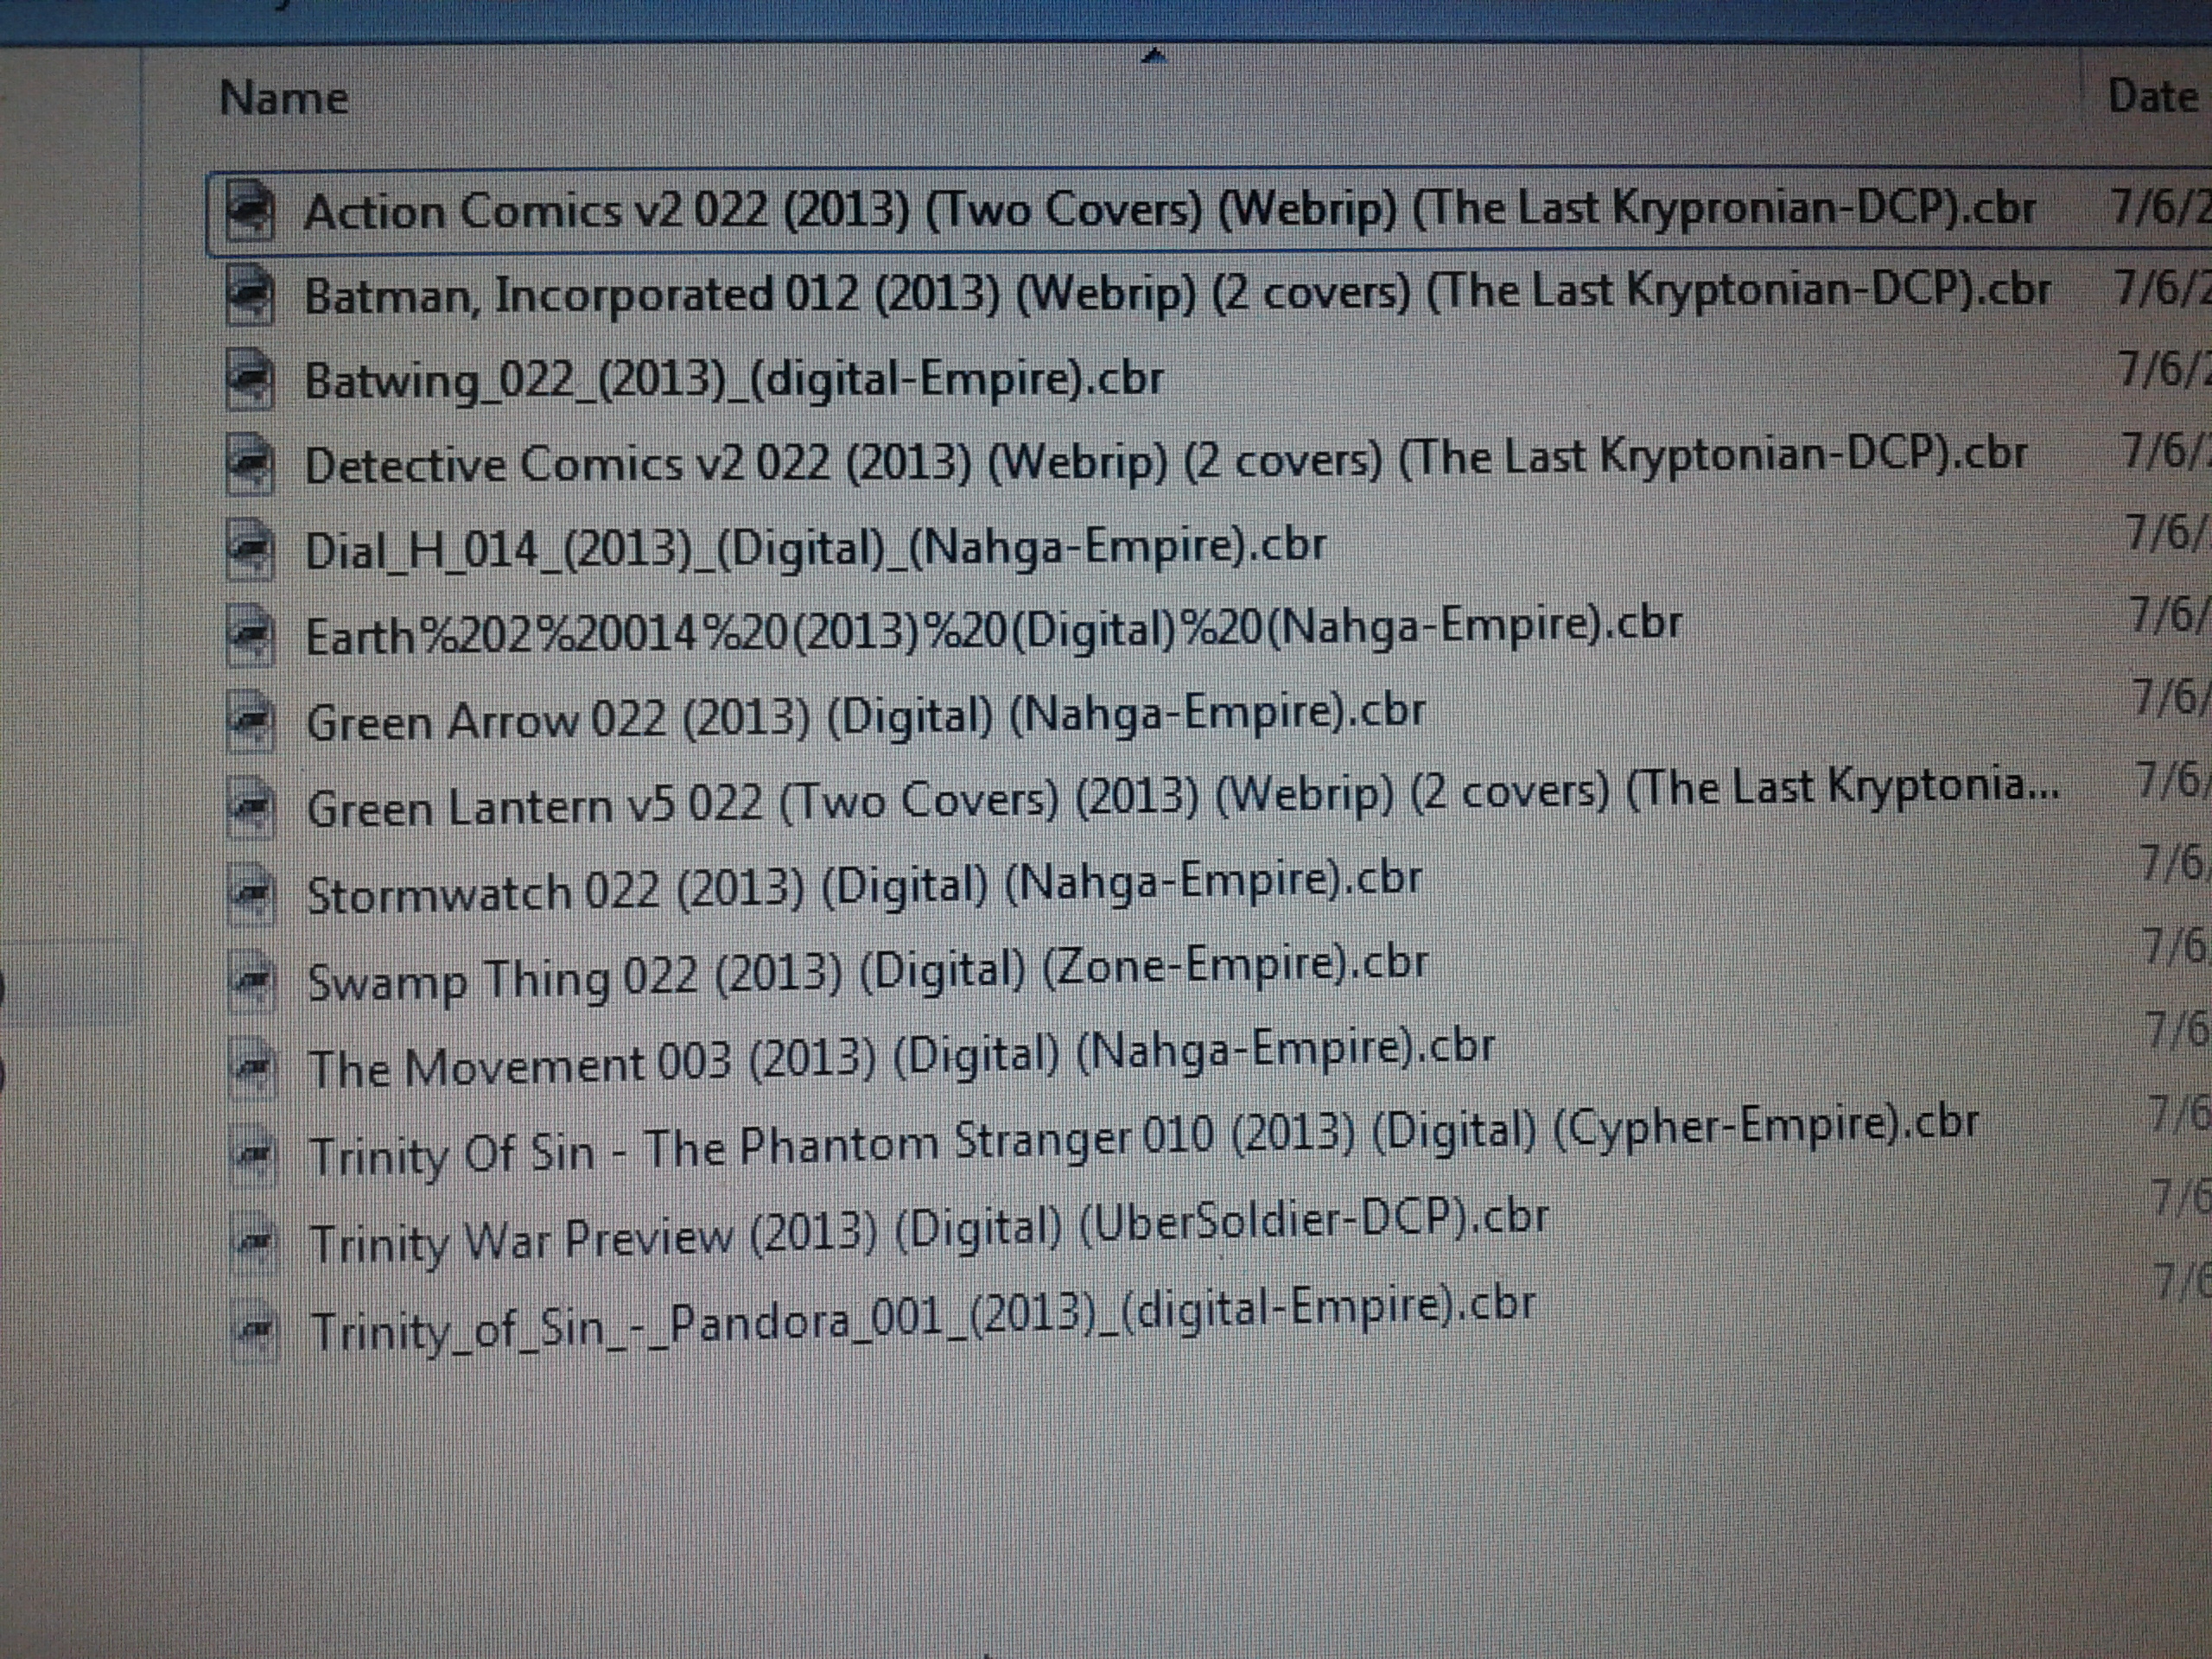 Name Date
Action Comics v2 022 (2013) (Two Covers) (Webrip) (The Last Krypronian-DCP).cbr 7/6/2
Batman, Incorporated 012 (2013) (Webrip) (2 covers) (The Last Kryptonian-DCP).cbr 7/6/2
Batwing_022_(2013)_(digital-Empire).cbr 7/6/2
Detective Comics v2 022 (2013) (Webrip) (2 covers) (The Last Kryptonian-DCP).cbr 7/6/
Dial_H_014_(2013)_(Digital)_(Nahga-Empire).cbr 7/6/
Earth%202%20014%20(2013)%20(Digital)%20(Nahga-Empire).cbr 7/6/
Green Arrow 022 (2013) (Digital) (Nahga-Empire).cbr 7/6/
Green Lantern v5 022 (Two Covers) (2013) (Webrip) (2 covers) (The Last Kryptonia... 7/6/
Stormwatch 022 (2013) (Digital) (Nahga-Empire).cbr 7/6
Swamp Thing 022 (2013) (Digital) (Zone-Empire).cbr 7/6
The Movement 003 (2013) (Digital) (Nahga-Empire).cbr 7/6
Trinity Of Sin - The Phantom Stranger 010 (2013) (Digital) (Cypher-Empire).cbr 7/6
Trinity War Preview (2013) (Digital) (UberSoldier-DCP).cbr 7/6
Trinity_of_Sin_-_Pandora_001_(2013)_(digital-Empire).cbr 7/6